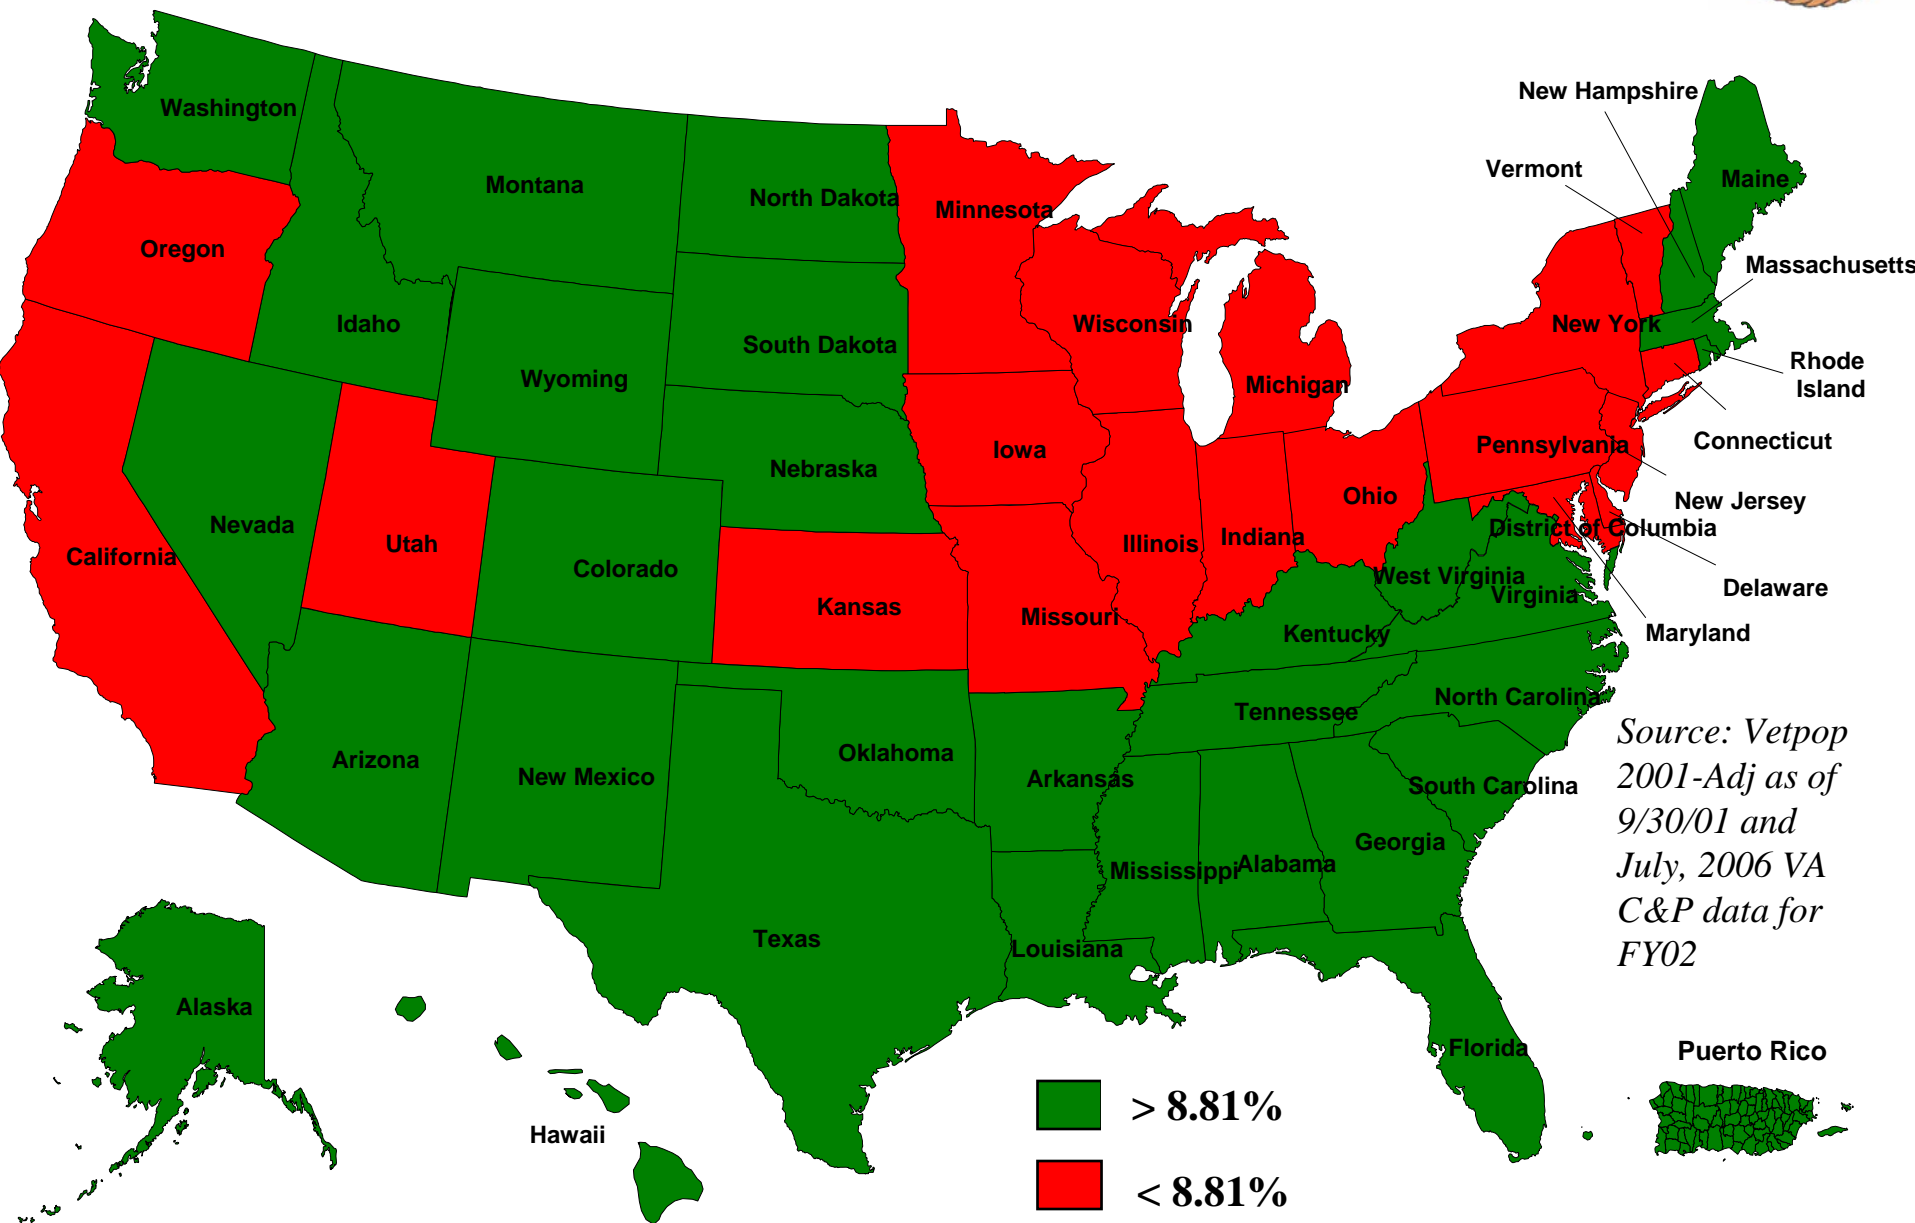 New Hampshire
Washington
Vermont
Maine
Montana
North Dakota
Minnesota
Oregon
Massachusetts
Idaho
Wisconsin
New York
South Dakota
Rhode
Island
Wyoming
Michigan
Connecticut
Pennsylvania
Iowa
Nebraska
Ohio
New Jersey
Nevada
District of Columbia
Utah
Illinois
Indiana
California
Colorado
West Virginia
Delaware
Virginia
Kansas
Missouri
Kentucky
Maryland
North Carolina
Tennessee
Source: Vetpop
2001-Adj as of
9/30/01 and
July, 2006 VA
C&P data for
FY02
Oklahoma
Arizona
New Mexico
Arkansas
South Carolina
Georgia
Mississippi
Alabama
Texas
Louisiana
Alaska
Florida
Puerto Rico
Hawaii
> 8.81%
< 8.81%